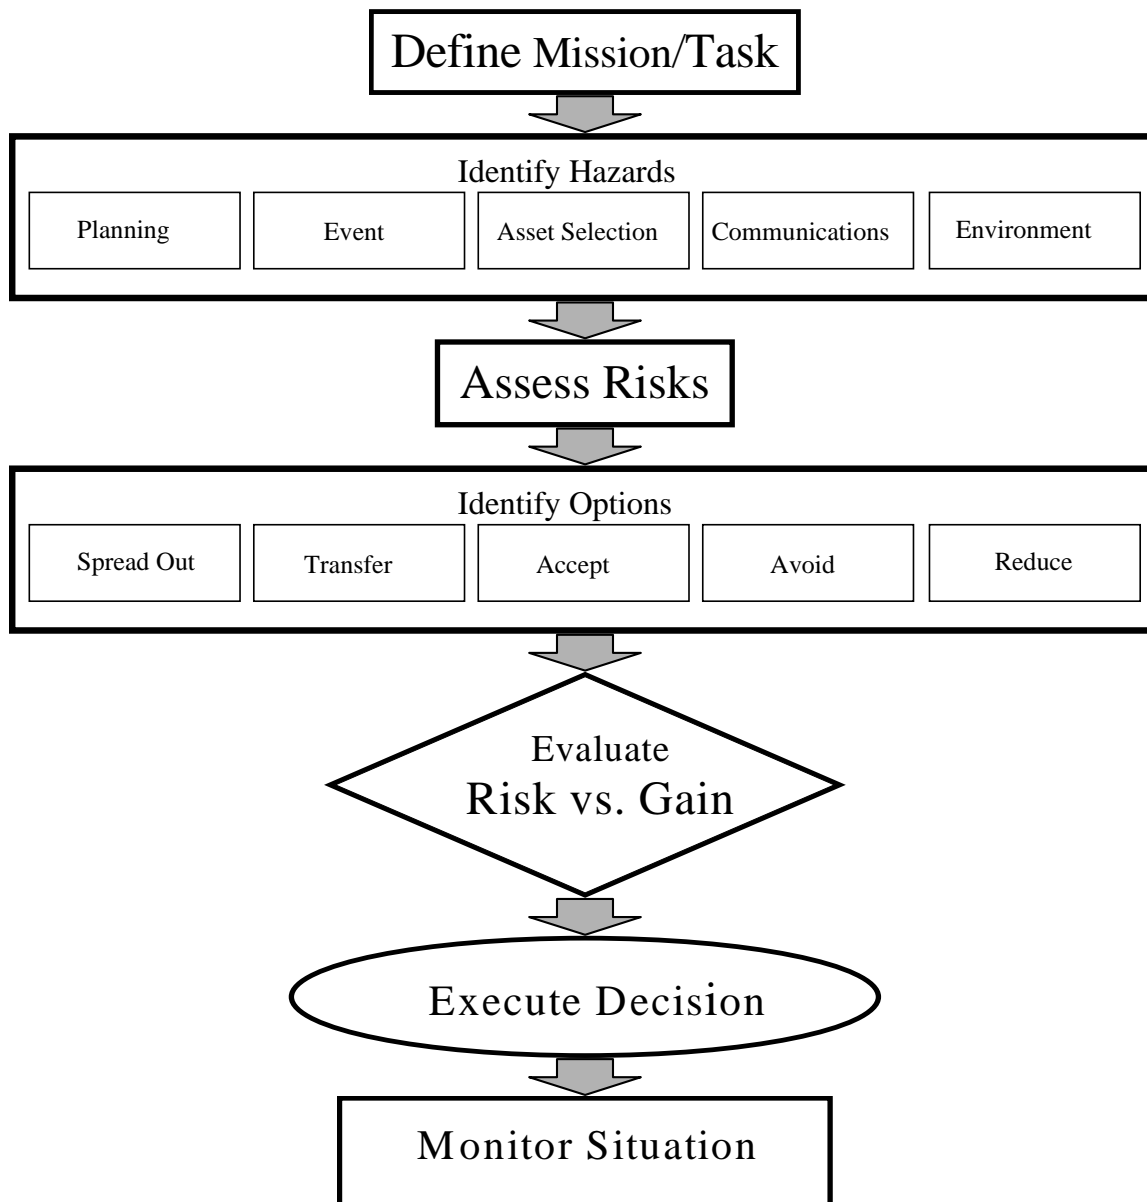 Define Mission/Task
Identify Hazards
Planning
Event
Asset Selection
Communications
Environment
Assess Risks
Identify Options
Spread Out
Transfer
Accept
Avoid
Reduce
Evaluate
Risk vs. Gain
Execute Decision
Monitor Situation